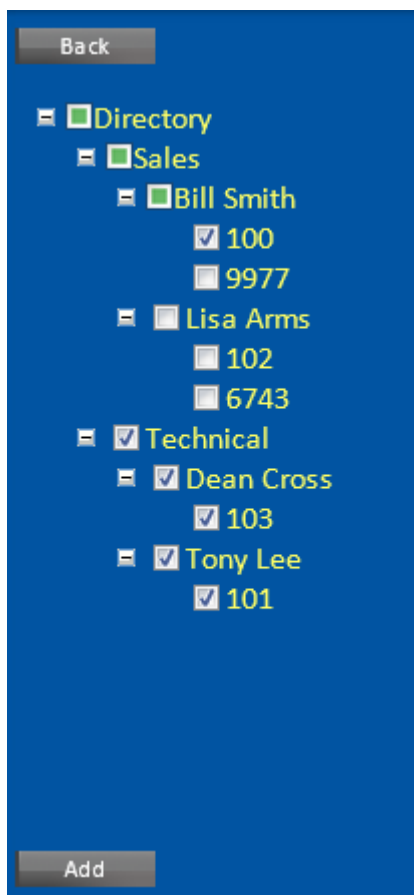 Back
Directory
Sales
Bill Smith
100
9977
Lisa Arms
102
6743
Technical
Dean Cross
103
Tony Lee
101
Add